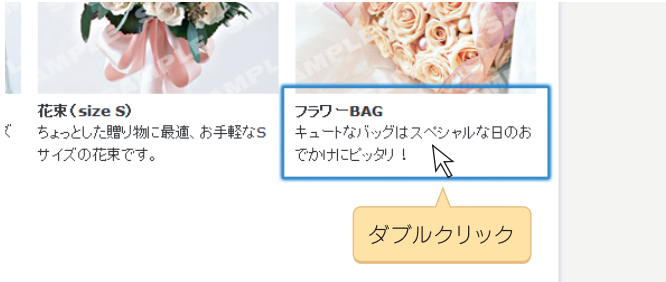 SAMPLE
SAMPLE
花束（size S）
ちょっとした贈り物に最適、お手軽なS
サイズの花束です。
フラワーBAG
キュートなバッグはスペシャルな日のお
でかけにピッタリ！
ダブルクリック